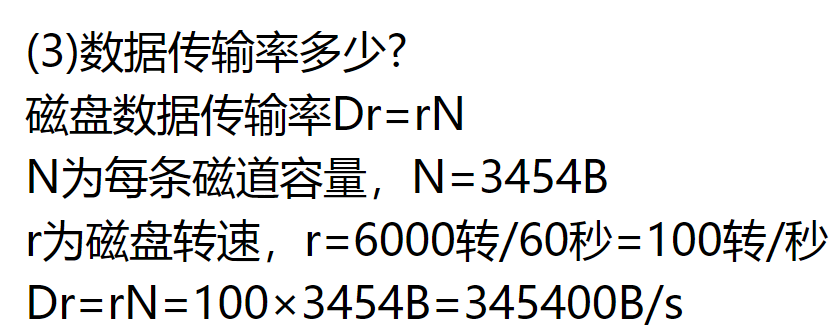 (3)数据传输率多少?
磁盘数据传输率Dr=rN
N为每条磁道容量，N=3454B
r为磁盘转速，r=6000转/60秒=100转/秒
Dr=rN=100×3454B=345400B/s